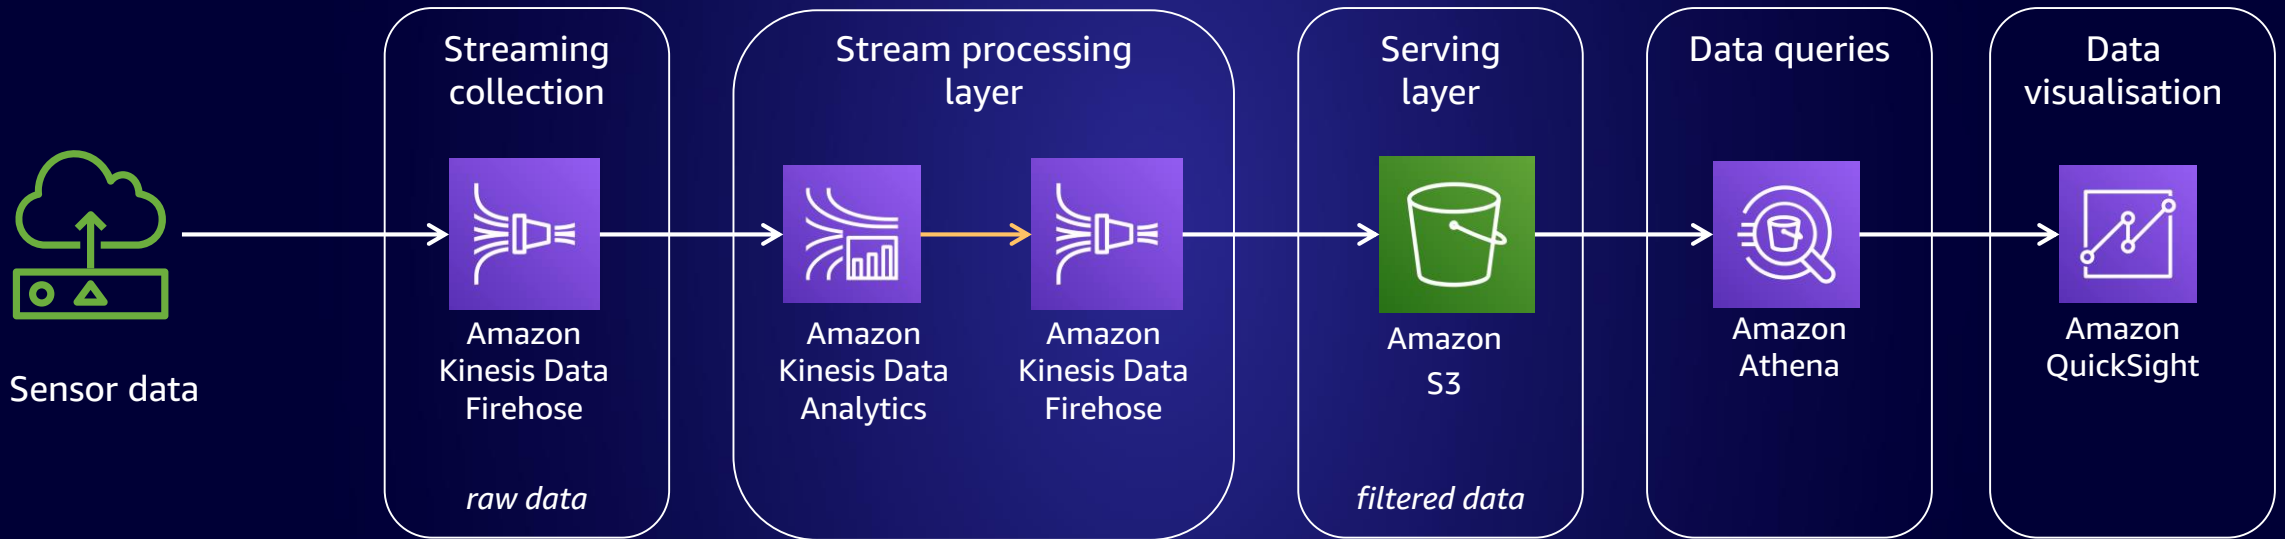 Sensor data
Streaming
collection
Amazon
Kinesis Data
Firehose
raw data
Stream processing
layer
Amazon
Kinesis Data
Analytics
Amazon
Kinesis Data
Firehose
Serving
layer
Amazon
S3
filtered data
Data queries
Amazon
Athena
Data
visualisation
Amazon
QuickSight